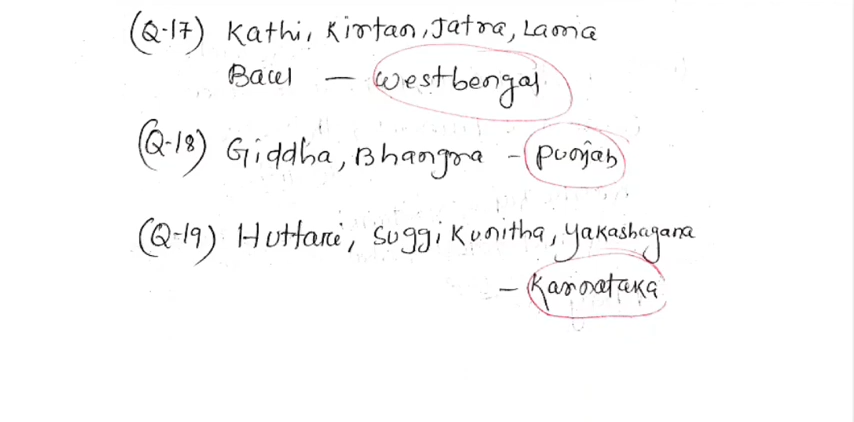 (Q-17) Kathi, Kirtan, Jatra, Lama
Baul – Westbengal
(Q-18) Giddha, Bhangra – Punjab
(Q-19) Huttari, Suggi Kunitha, Yakashagana
– Karnataka